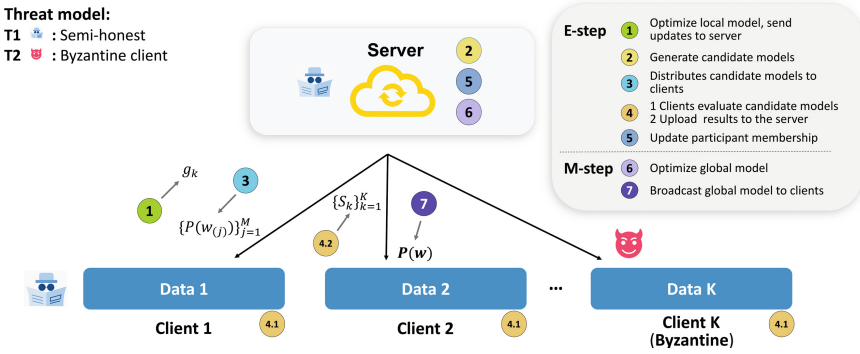 Threat model:
T1 : Semi-honest
T2 : Byzantine client
Server
2
5
6
E-step
1 Optimize local model, send
updates to server
2 Generate candidate models
3 Distributes candidate models to
clients
4 1 Clients evaluate candidate models
2 Upload results to the server
5 Update participant membership
M-step
6 Optimize global model
7 Broadcast global model to clients
g_k
3
1
{P(w_(j))}_{j=1}^M
{S_k}_{k=1}^K
7
4.2
P(w)
Data 1
Data 2
...
Data K
4.1
4.1
4.1
Client 1
Client 2
Client K
(Byzantine)